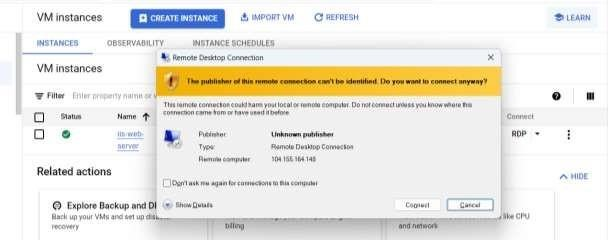 VM instances
CREATE INSTANCE
IMPORT VM
REFRESH
LEARN
INSTANCES
OBSERVABILITY
INSTANCE SCHEDULES
VM instances
Filter
Enter property name or
Status
Name
Connect
iis-web-
server
RDP
Remote Desktop Connection
The publisher of this remote connection can't be identified. Do you want to connect anyway?
This remote connection could harm your local or remote computer. Do not connect unless you know where this
connection came from or have used it before.
Publisher:
Unknown publisher
Type:
Remote Desktop Connection
Remote computer:
104.155.164.148
Don't ask me again for connections to this computer
Show Details
Connect
Cancel
Related actions
HIDE
Explore Backup and D
Back up your VMs and set up
recovery
billing
like CPU
and network